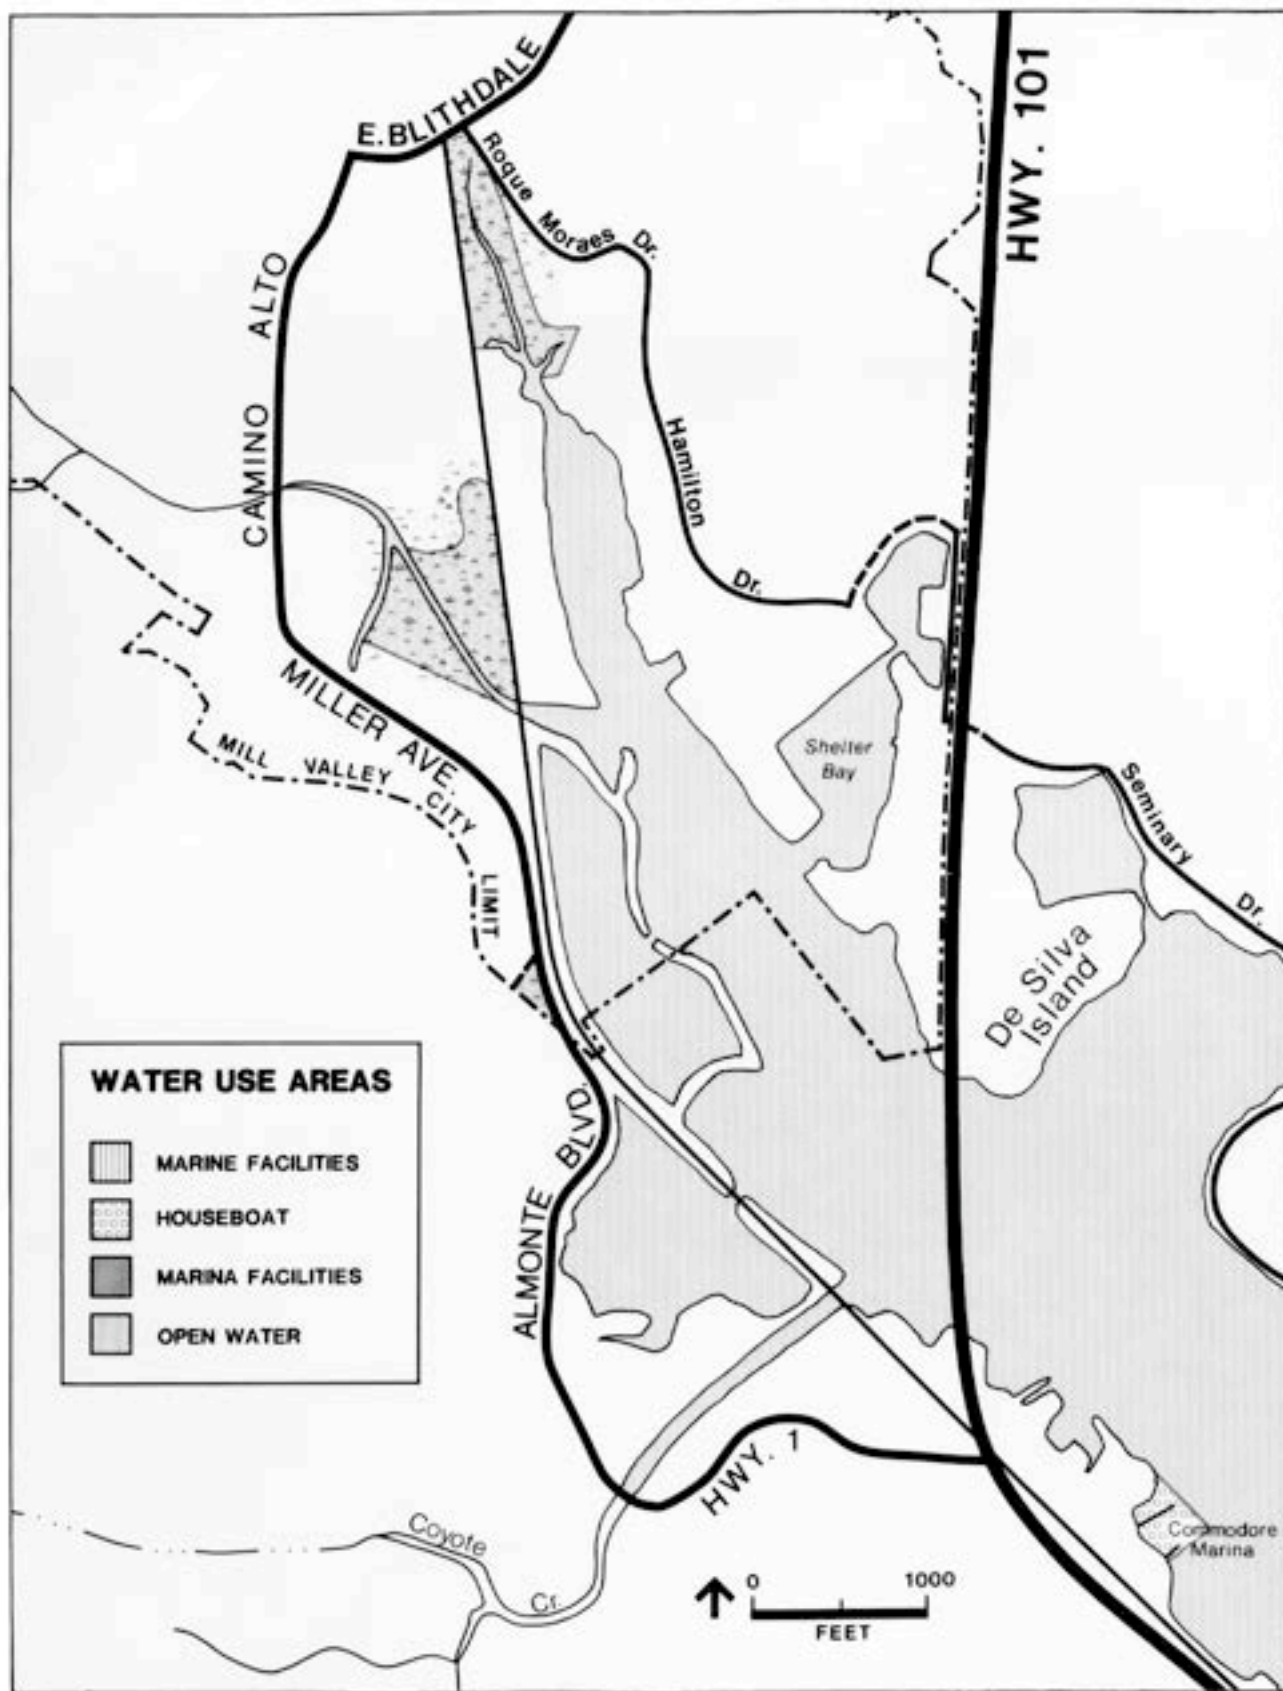 E. BLITHDALE
HWY. 101
Roque Moraes Dr.
CAMINO ALTO
Hamilton
Dr.
MILLER AVE.
Shelter
Bay
MILL VALLEY CITY LIMIT
Seminary
Dr.
De Silva
Island
WATER USE AREAS
MARINE FACILITIES
HOUSEBOAT
MARINA FACILITIES
OPEN WATER
ALMONTE BLVD.
HWY. 1
Commodore
Marina
Coyote
Cr.
0 1000
FEET